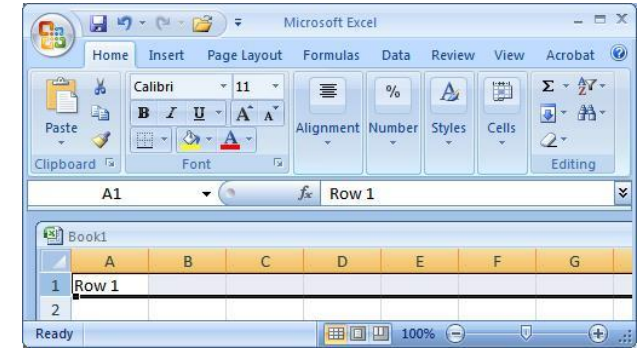 Microsoft Excel
Home Insert Page Layout Formulas Data Review View Acrobat
Calibri 11
B I U A A
Paste A Alignment Number Styles Cells
Clipboard Font Editing
A1 fx Row 1
Book1
A B C D E F G
1 Row 1
2
Ready 100%